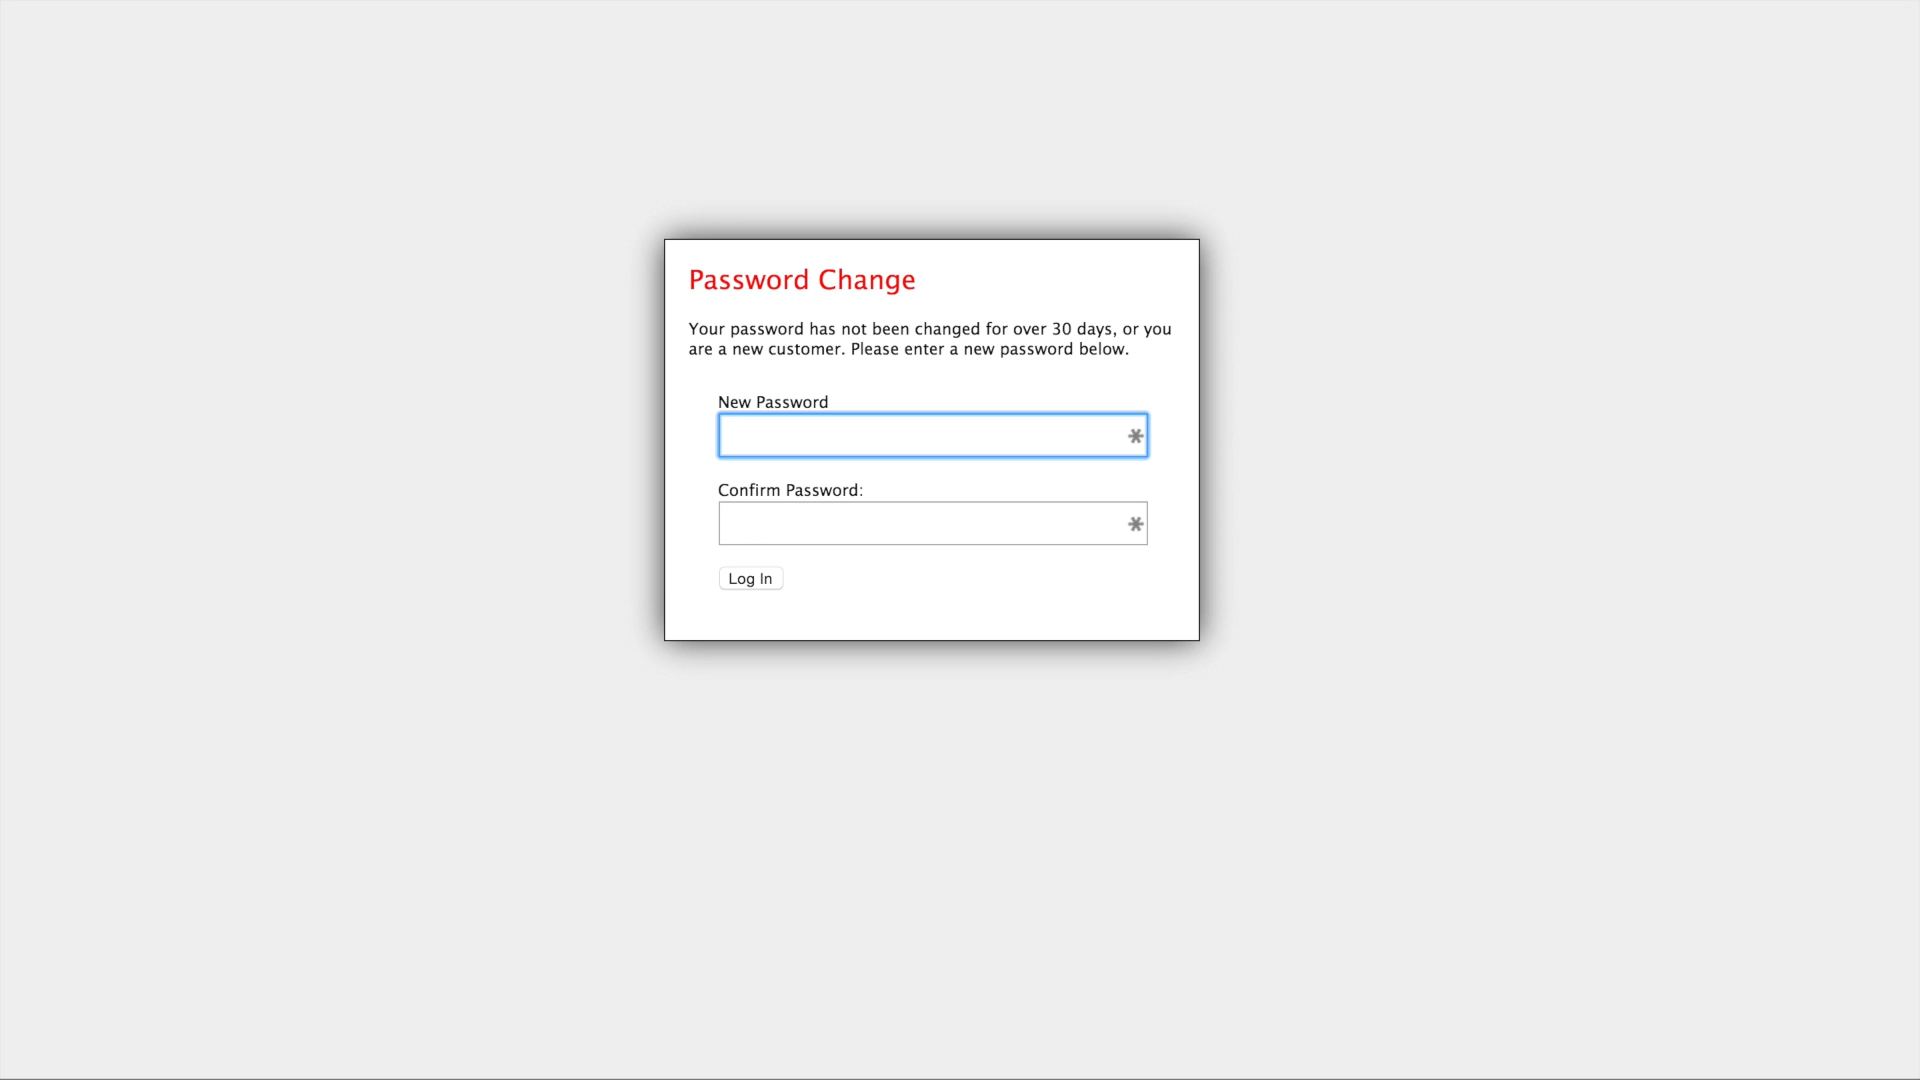 Password Change
Your password has not been changed for over 30 days, or you
are a new customer. Please enter a new password below.
New Password
Confirm Password:
Log In